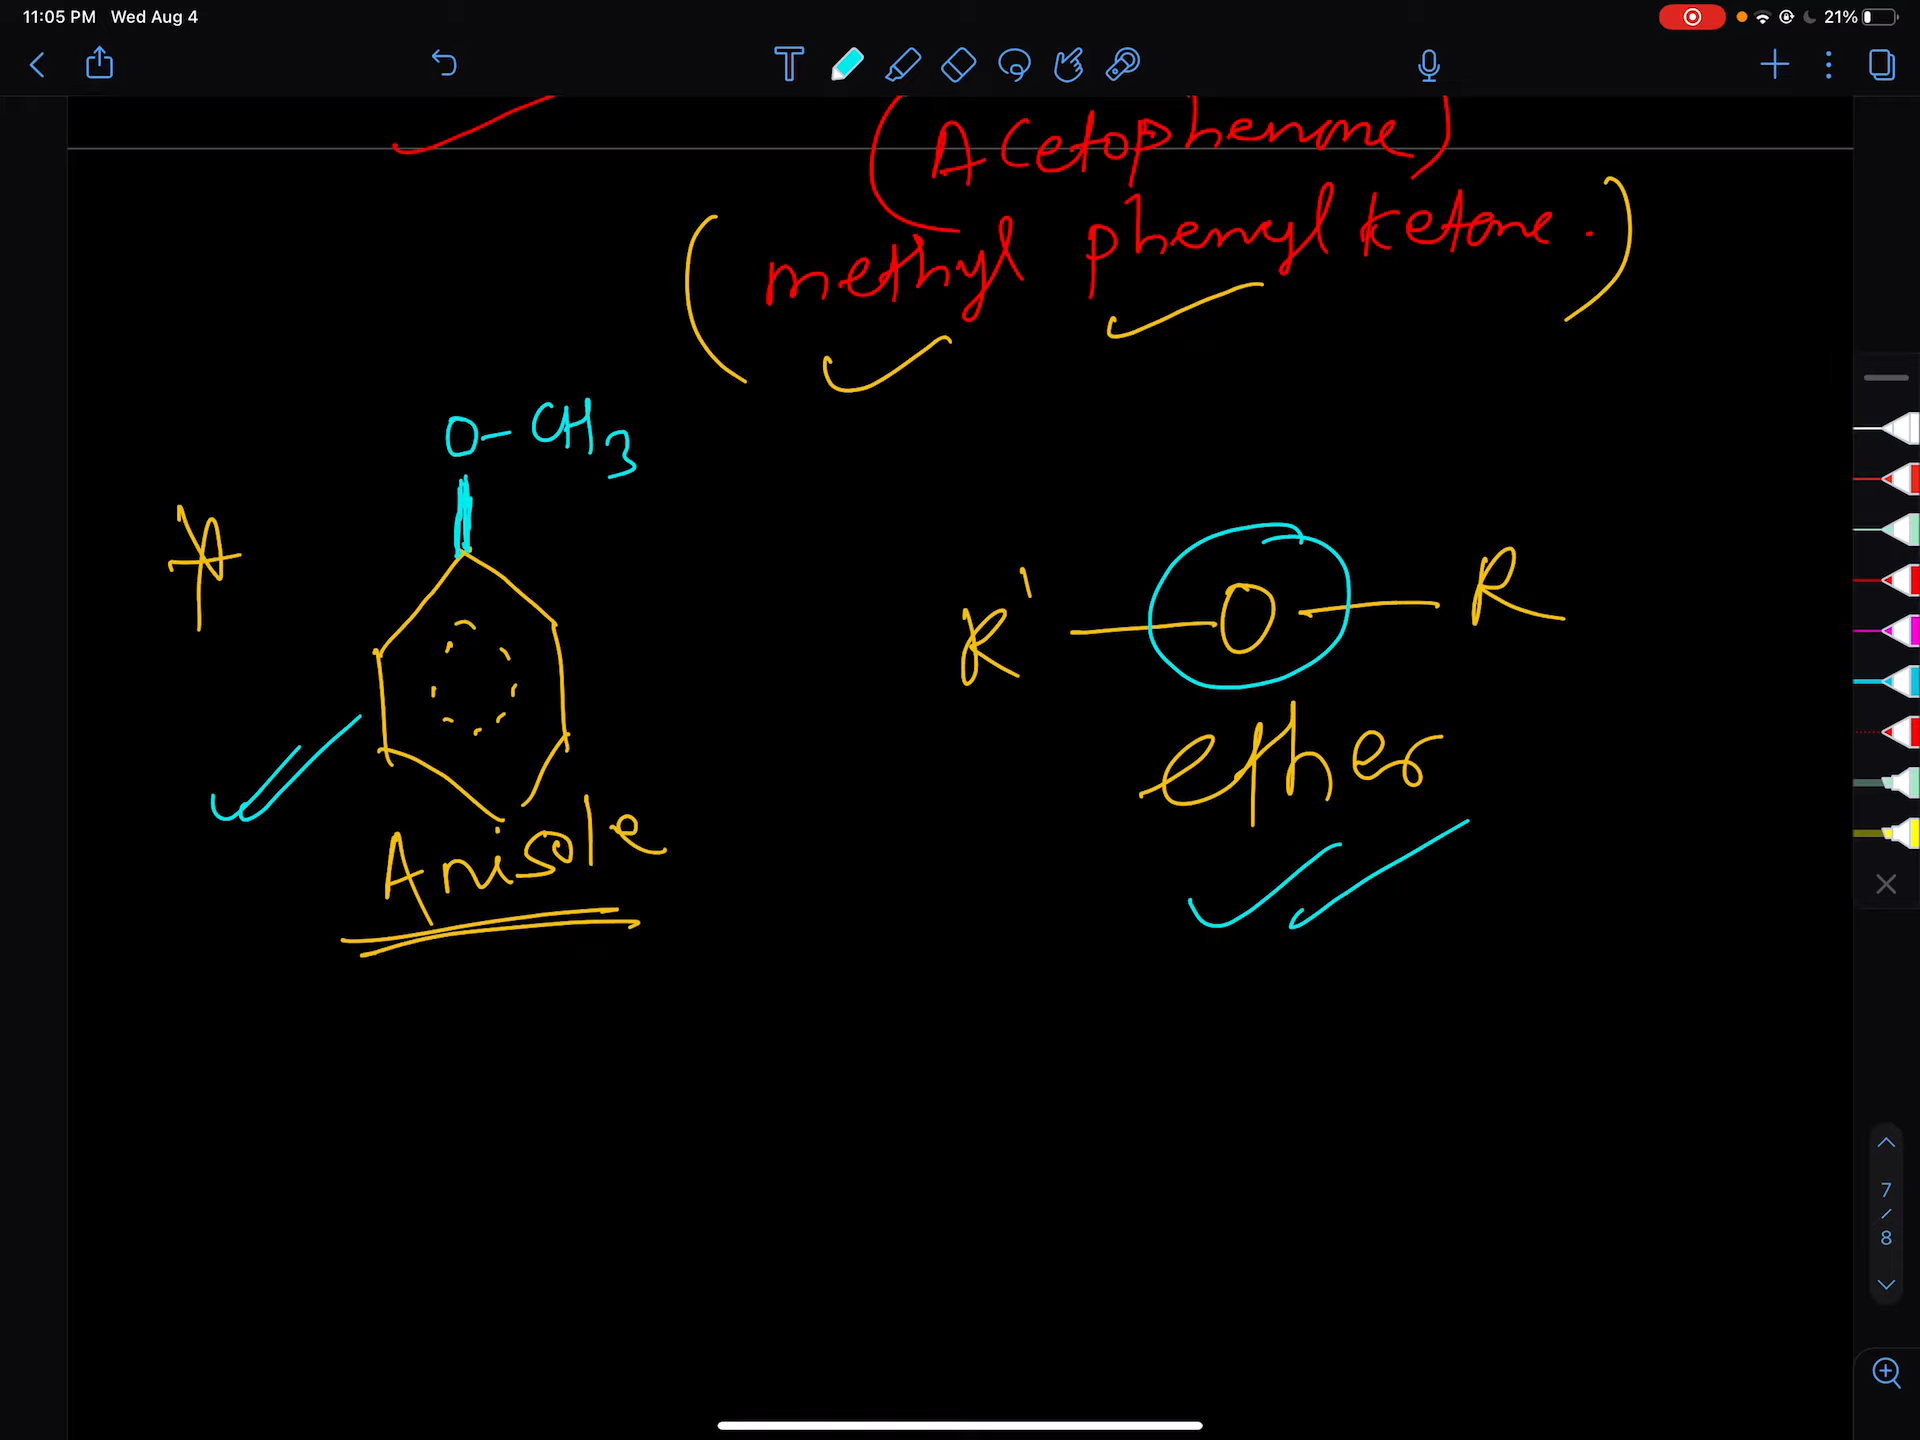 11:05 PM Wed Aug 4
21%
(Acetophenone)
(methyl phenyl ketone.)
O-CH3
R'-O-R
ether
Anisole
7
/
8